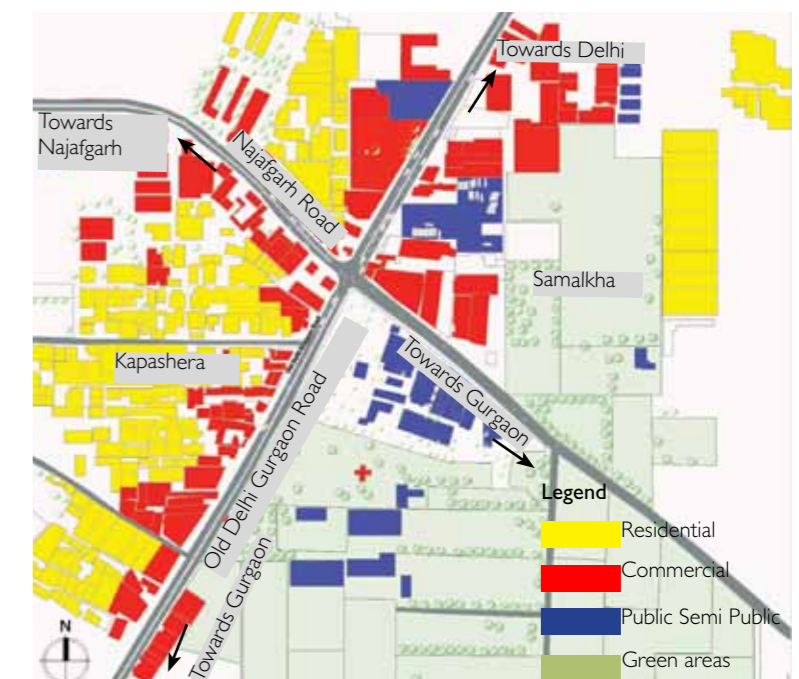 Towards Delhi
Towards
Najafgarh
Najafgarh Road
Samalkha
Kapashera
Towards Gurgaon
Old Delhi Gurgaon Road
Towards Gurgaon
Legend
Residential
Commercial
Public Semi Public
Green areas
N